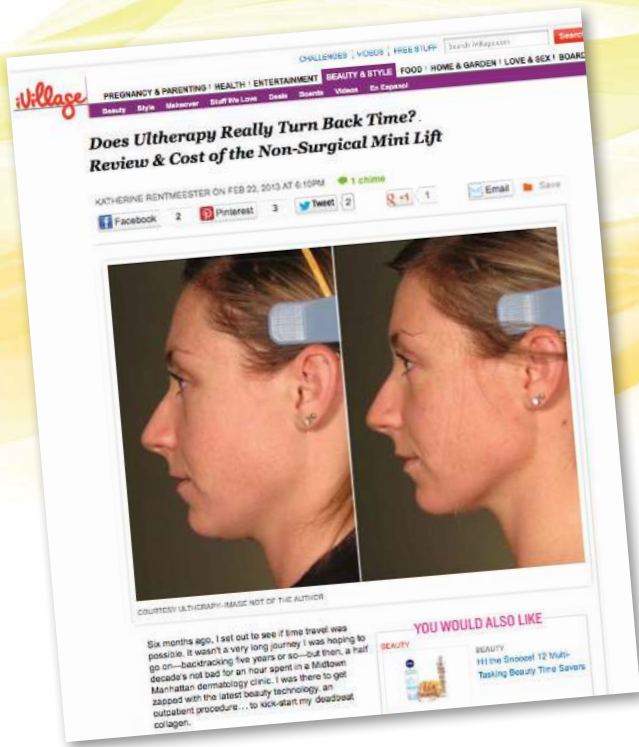 CHALLENGES | VIDEOS | FREE STUFF Search iVillage.com Search
iVillage
PREGNANCY & PARENTING | HEALTH | ENTERTAINMENT BEAUTY & STYLE FOOD | HOME & GARDEN | LOVE & SEX | BOARD
Beauty Style Makeover Stuff We Love Deals Boards Videos En Espanol
Does Ultherapy Really Turn Back Time?
Review & Cost of the Non-Surgical Mini Lift
KATHERINE RENTMEESTER ON FEB 22, 2013 AT 6:10PM 1 chime
Facebook 2 Pinterest 3 Tweet 2 +1 1 Email Save
COURTESY ULTHERAPY-IMAGE NOT OF THE AUTHOR
Six months ago, I set out to see if time travel was
possible. It wasn't a very long journey I was hoping to
go on—backtracking five years or so—but then, a half
decade's not bad for an hour spent in a Midtown
Manhattan dermatology clinic. I was there to get
zapped with the latest beauty technology, an
outpatient procedure... to kick-start my deadbeat
collagen.
YOU WOULD ALSO LIKE
BEAUTY
BEAUTY
Hit the Snooze! 12 Multi-
Tasking Beauty Time Savers